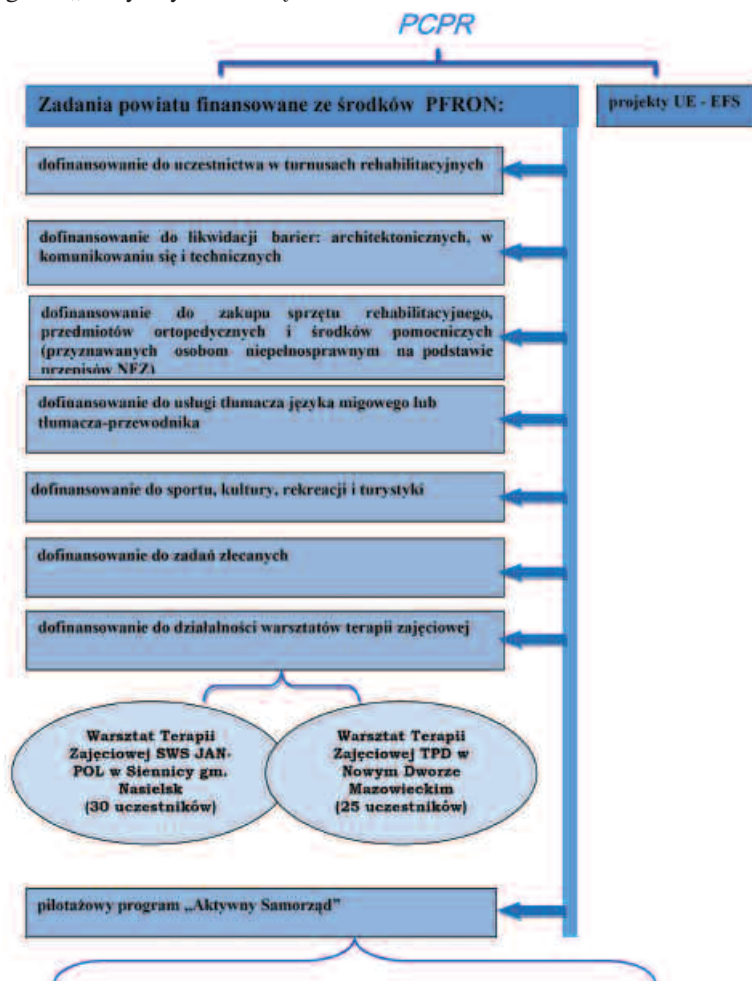 PCPR
Zadania powiatu finansowane ze środków PFRON:
projekty UE - EFS
dofinansowanie do uczestnictwa w turnusach rehabilitacyjnych
dofinansowanie do likwidacji barier: architektonicznych, w
komunikowaniu się i technicznych
dofinansowanie do zakupu sprzętu rehabilitacyjnego,
przedmiotów ortopedycznych i środków pomocniczych
(przyznawanych osobom niepełnosprawnym na podstawie
przepisów NFZ)
dofinansowanie do usługi tłumacza języka migowego lub
tłumacza-przewodnika
dofinansowanie do sportu, kultury, rekreacji i turystyki
dofinansowanie do zadań zlecanych
dofinansowanie do działalności warsztatów terapii zajęciowej
Warsztat Terapii
Zajęciowej SWS JAN-
POL w Siennicy gm.
Nasielsk
(30 uczestników)
Warsztat Terapii
Zajęciowej TPD w
Nowym Dworze
Mazowieckim
(25 uczestników)
pilotażowy program „Aktywny Samorząd”